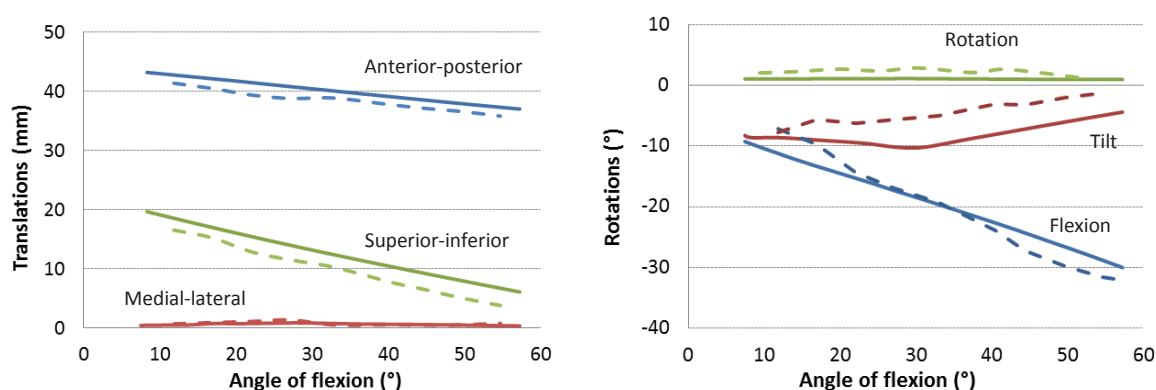 50
40
30
20
10
0
Translations (mm)
Anterior-posterior
Superior-inferior
Medial-lateral
0 10 20 30 40 50 60
Angle of flexion (°)
10
0
-10
-20
-30
-40
Rotations (°)
Rotation
Tilt
Flexion
0 10 20 30 40 50 60
Angle of flexion (°)